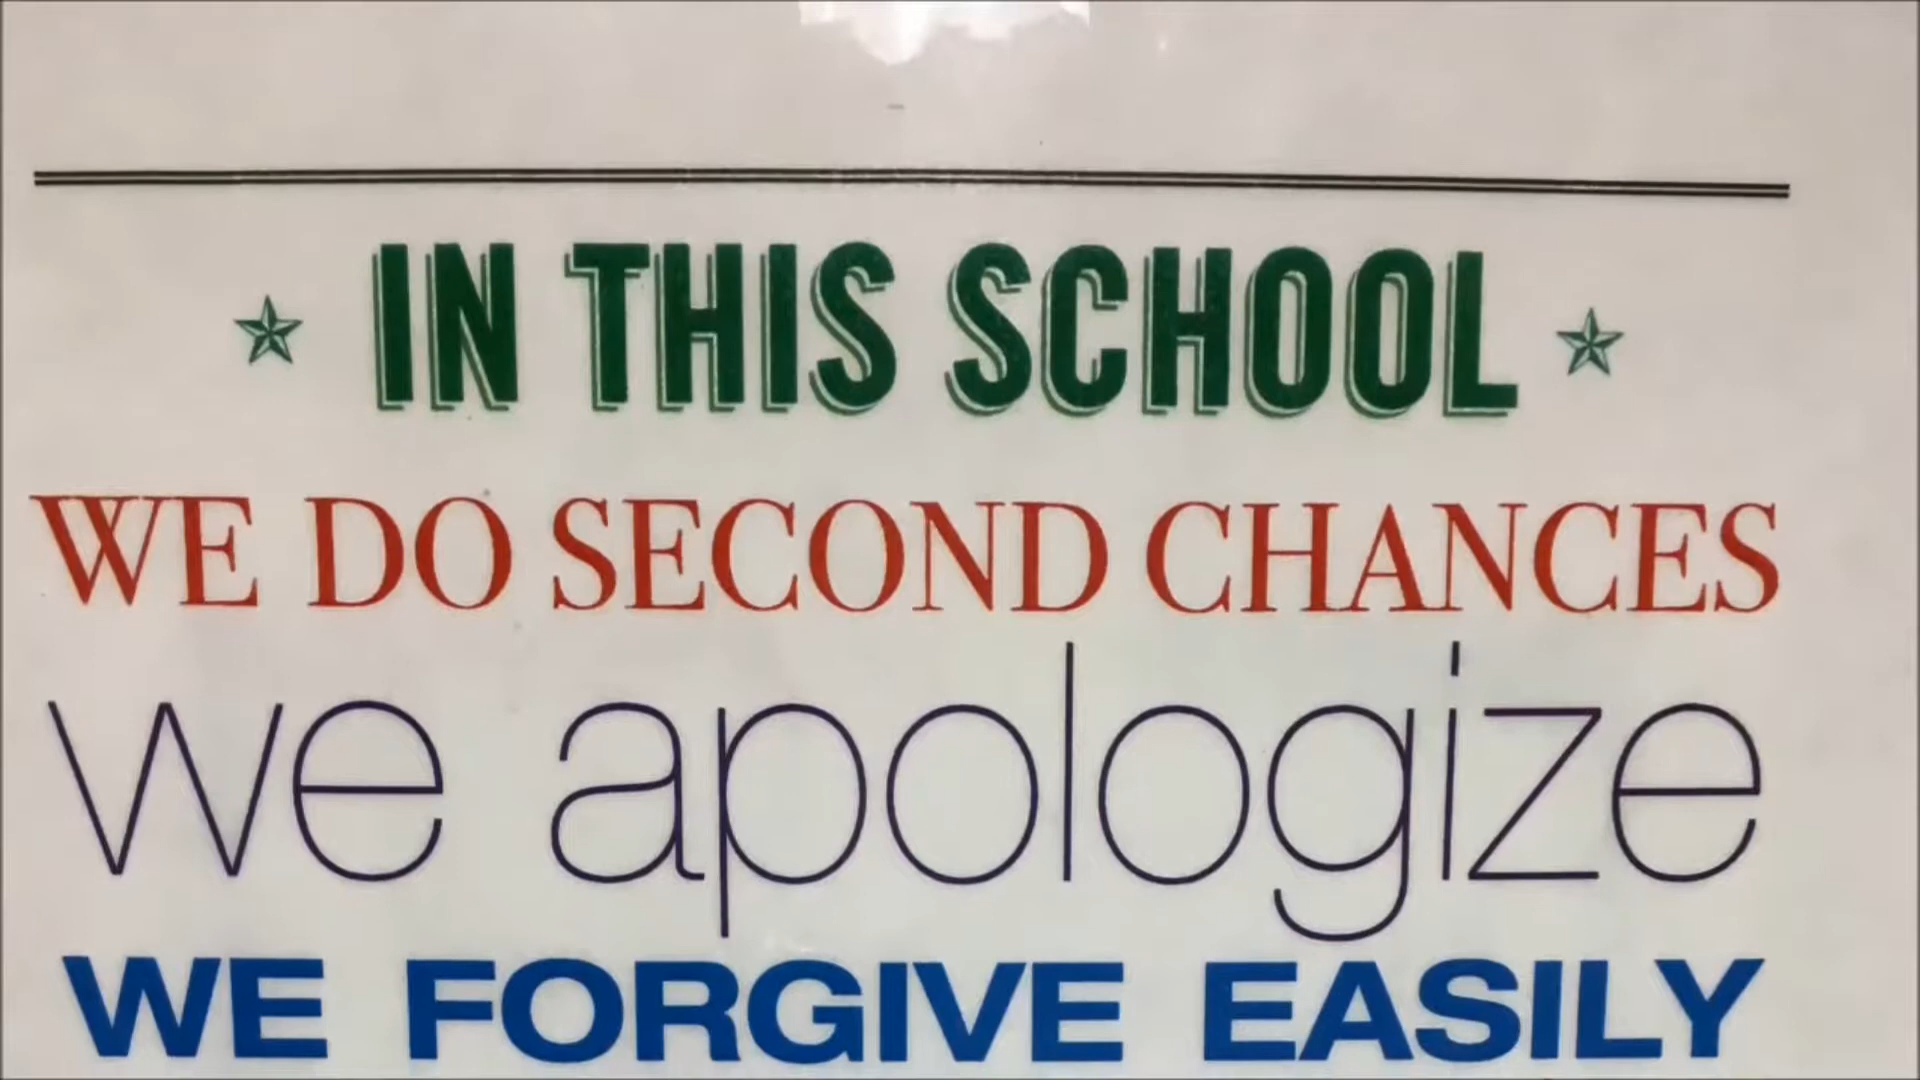 IN THIS SCHOOL
WE DO SECOND CHANCES
we apologize
WE FORGIVE EASILY